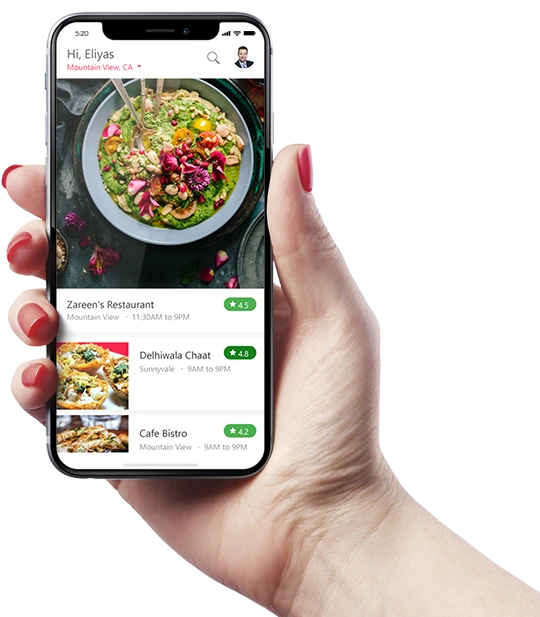 5:20
Hi, Eliyas
Mountain View, CA
Zareen's Restaurant
★ 4.5
Mountain View • 11:30AM to 9PM
Delhiwala Chaat
★ 4.8
Sunnyvale • 9AM to 9PM
Cafe Bistro
★ 4.2
Mountain View • 9AM to 9PM